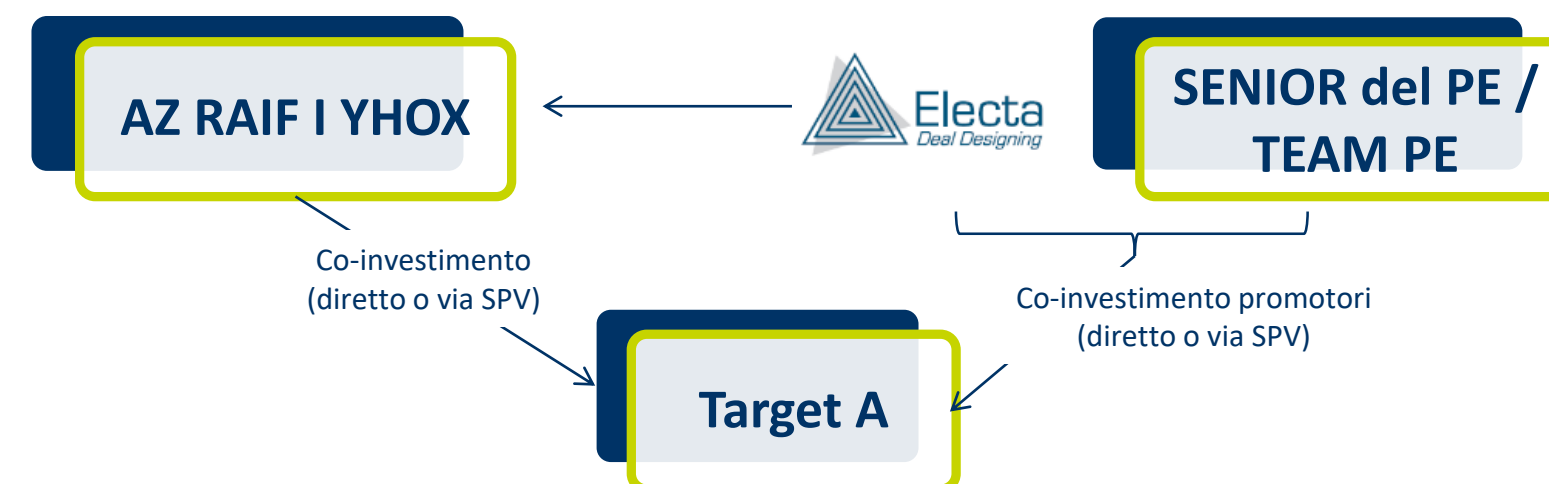 AZ RAIF I YHOX
Electa
Deal Designing
SENIOR del PE /
TEAM PE
Co-investimento
(diretto o via SPV)
Co-investimento promotori
(diretto o via SPV)
Target A